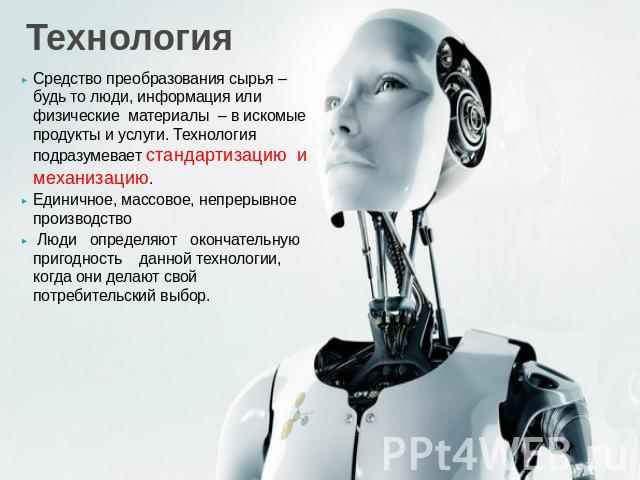 Технология
▸ Средство преобразования сырья –
будь то люди, информация или
физические материалы – в искомые
продукты и услуги. Технология
подразумевает стандартизацию и
механизацию.
▸ Единичное, массовое, непрерывное
производство
▸ Люди определяют окончательную
пригодность данной технологии,
когда они делают свой
потребительский выбор.
PPt4WEB.ru